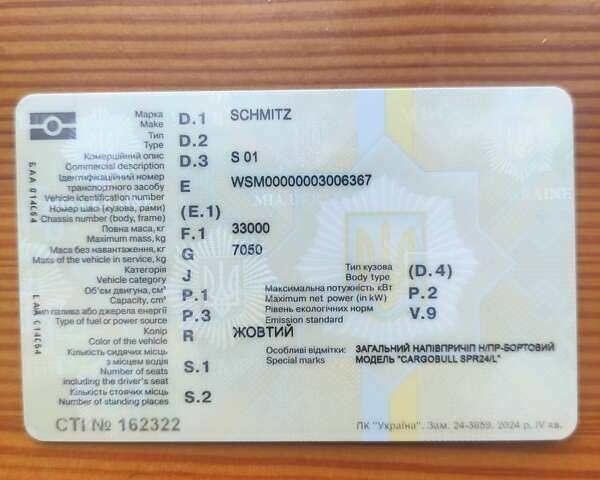 Марка D.1 SCHMITZ
Make
Тип D.2
Type
Комерційний опис D.3 S 01
Commercial description
Ідентифікаційний номер
транспортного засобу E WSM00000003006367
Vehicle identification number
Номер шасі (кузова, рами) (E.1)
Chassis number (body, frame)
Повна маса, кг F.1 33000
Maximum mass, kg
Маса без навантаження, кг G 7050
Mass of the vehicle in service, kg
Категорія J
Vehicle category
Тип кузова (D.4)
Body type
Об'єм двигуна, см³ P.1
Capacity, cm³
Максимальна потужність кВт P.2
Maximum net power (in kW)
Тип палива або джерела енергії P.3
Type of fuel or power source
Рівень екологічних норм V.9
Emission standard
Колір R ЖОВТИЙ
Color of the vehicle
Кількість сидячих місць
з місцем водія S.1
Number of seats
including the driver's seat
Кількість стоячих місць S.2
Number of standing places
Особливі відмітки: ЗАГАЛЬНИЙ НАПІВПРИЧІП Н/ПР-БОРТОВИЙ
Special marks МОДЕЛЬ "CARGOBULL SPR24/L"
СТІ № 162322
ПК "Україна". Зам. 24-3859. 2024 р. IV кв.